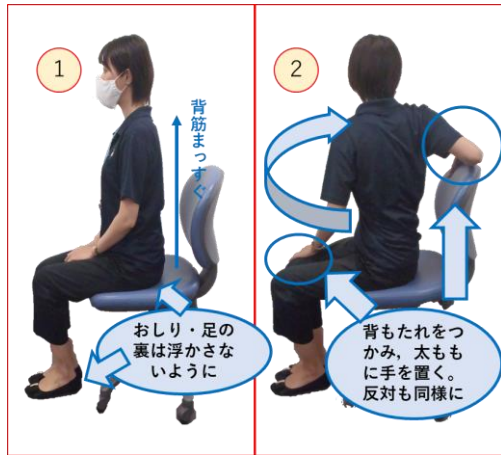 1
背筋まっすぐ
おしり・足の
裏は浮かさな
いように
2
背もたれをつ
かみ，太もも
に手を置く。
反対も同様に